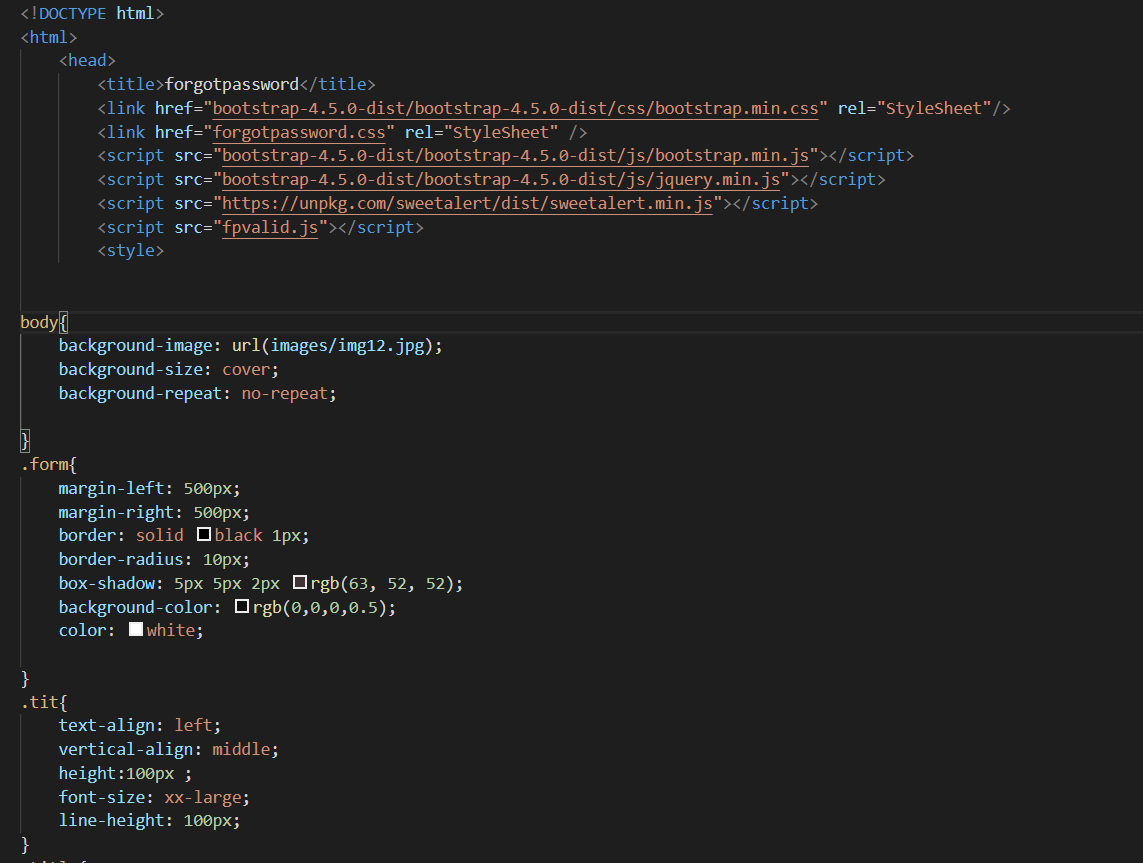 <!DOCTYPE html>
<html>
    <head>
        <title>forgotpassword</title>
        <link href="bootstrap-4.5.0-dist/bootstrap-4.5.0-dist/css/bootstrap.min.css" rel="StyleSheet"/>
        <link href="forgotpassword.css" rel="StyleSheet" />
        <script src="bootstrap-4.5.0-dist/bootstrap-4.5.0-dist/js/bootstrap.min.js"></script>
        <script src="bootstrap-4.5.0-dist/bootstrap-4.5.0-dist/js/jquery.min.js"></script>
        <script src="https://unpkg.com/sweetalert/dist/sweetalert.min.js"></script>
        <script src="fpvalid.js"></script>
        <style>
body{
    background-image: url(images/img12.jpg);
    background-size: cover;
    background-repeat: no-repeat;
}
.form{
    margin-left: 500px;
    margin-right: 500px;
    border: solid black 1px;
    border-radius: 10px;
    box-shadow: 5px 5px 2px rgb(63, 52, 52);
    background-color: rgb(0,0,0,0.5);
    color: white;
}
.tit{
    text-align: left;
    vertical-align: middle;
    height:100px ;
    font-size: xx-large;
    line-height: 100px;
}